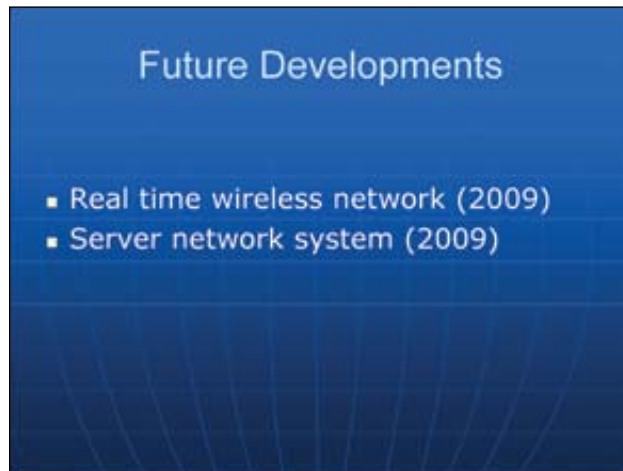 Future Developments
Real time wireless network (2009)
Server network system (2009)